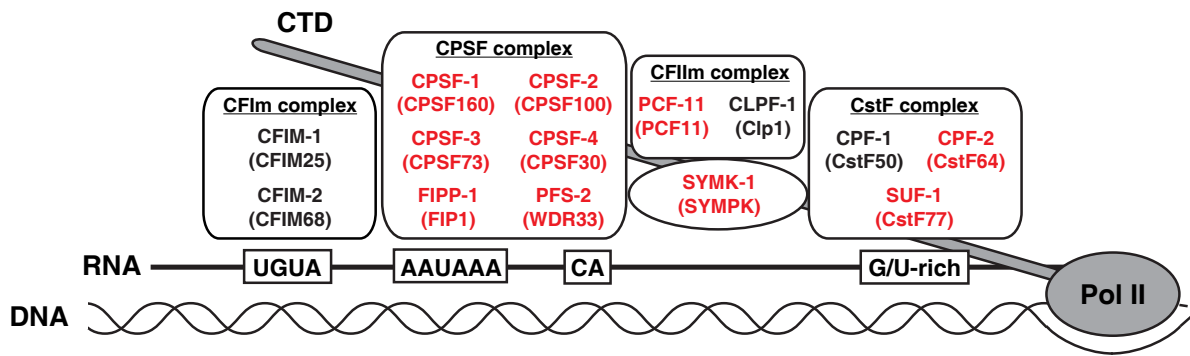 CTD
CFIm complex
CFIM-1
(CFIM25)
CFIM-2
(CFIM68)
CPSF complex
CPSF-1 CPSF-2
(CPSF160) (CPSF100)
CPSF-3 CPSF-4
(CPSF73) (CPSF30)
FIPP-1 PFS-2
(FIP1) (WDR33)
CFIIm complex
PCF-11 CLPF-1
(PCF11) (Clp1)
SYMK-1
(SYMPK)
CstF complex
CPF-1 CPF-2
(CstF50) (CstF64)
SUF-1
(CstF77)
RNA UGUA AAUAAA CA G/U-rich
Pol II
DNA